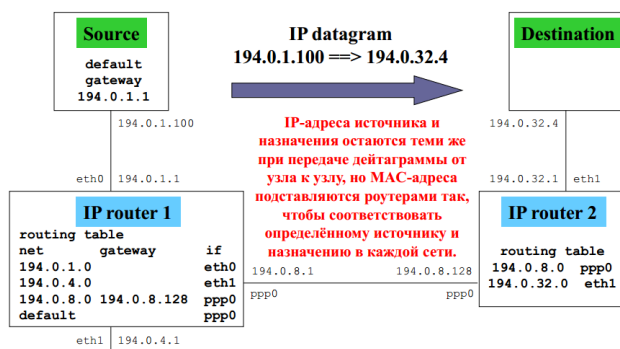 Source
default
gateway
194.0.1.1
IP datagram
194.0.1.100 ==> 194.0.32.4
Destination
194.0.1.100
194.0.32.4
IP-адреса источника и
назначения остаются теми же
при передаче дейтаграммы от
узла к узлу, но MAC-адреса
подставляются роутерами так,
чтобы соответствовать
определённому источнику и
назначению в каждой сети.
eth0 194.0.1.1
194.0.32.1 eth1
IP router 1
routing table
net gateway if
194.0.1.0 eth0
194.0.4.0 eth1
194.0.8.0 194.0.8.128 ppp0
default ppp0
194.0.8.1 194.0.8.128
ppp0 ppp0
IP router 2
routing table
194.0.8.0 ppp0
194.0.32.0 eth1
eth1 194.0.4.1